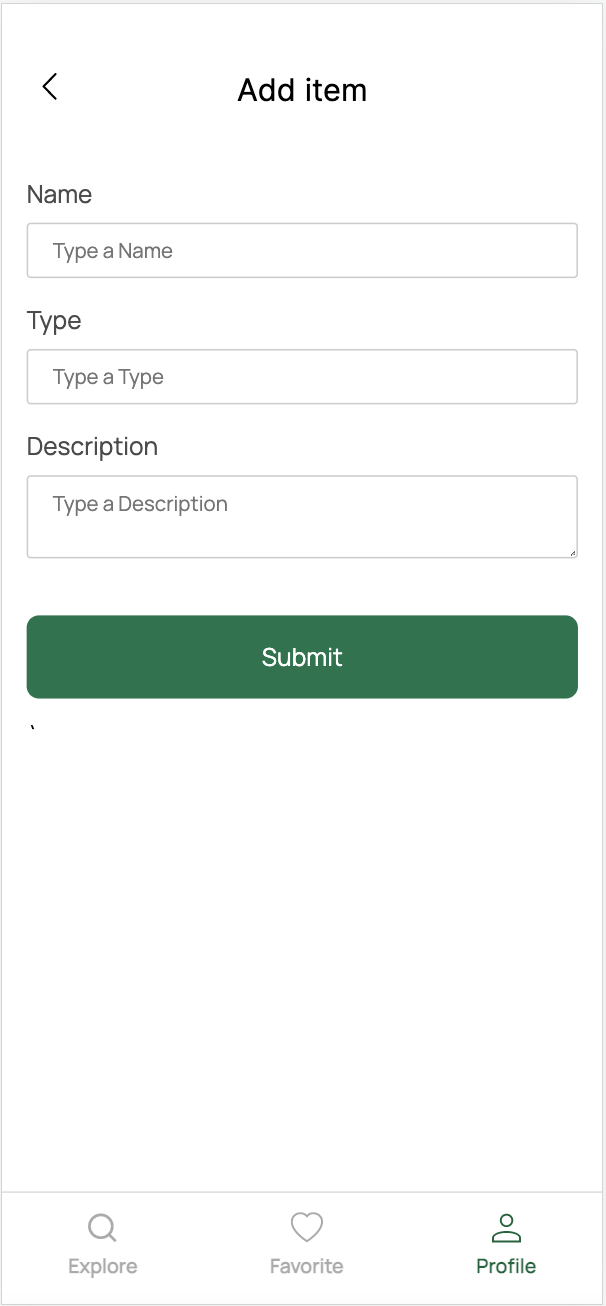 Add item
Name
Type a Name
Type
Type a Type
Description
Type a Description
Submit
`
Explore Favorite Profile